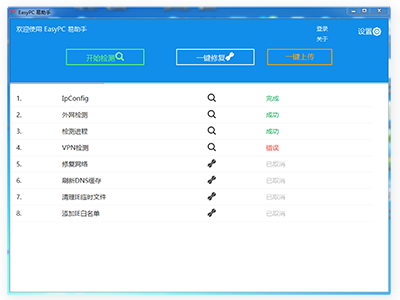 EasyPC 易助手
欢迎使用 EasyPC 易助手
登录
关于
设置
开始检测
一键修复
一键上传
1. IpConfig 完成
2. 外网检测 成功
3. 检测进程 成功
4. VPN检测 错误
5. 修复网络 已取消
6. 刷新DNS缓存 已取消
7. 清理IE临时文件 已取消
8. 添加IE白名单 已取消